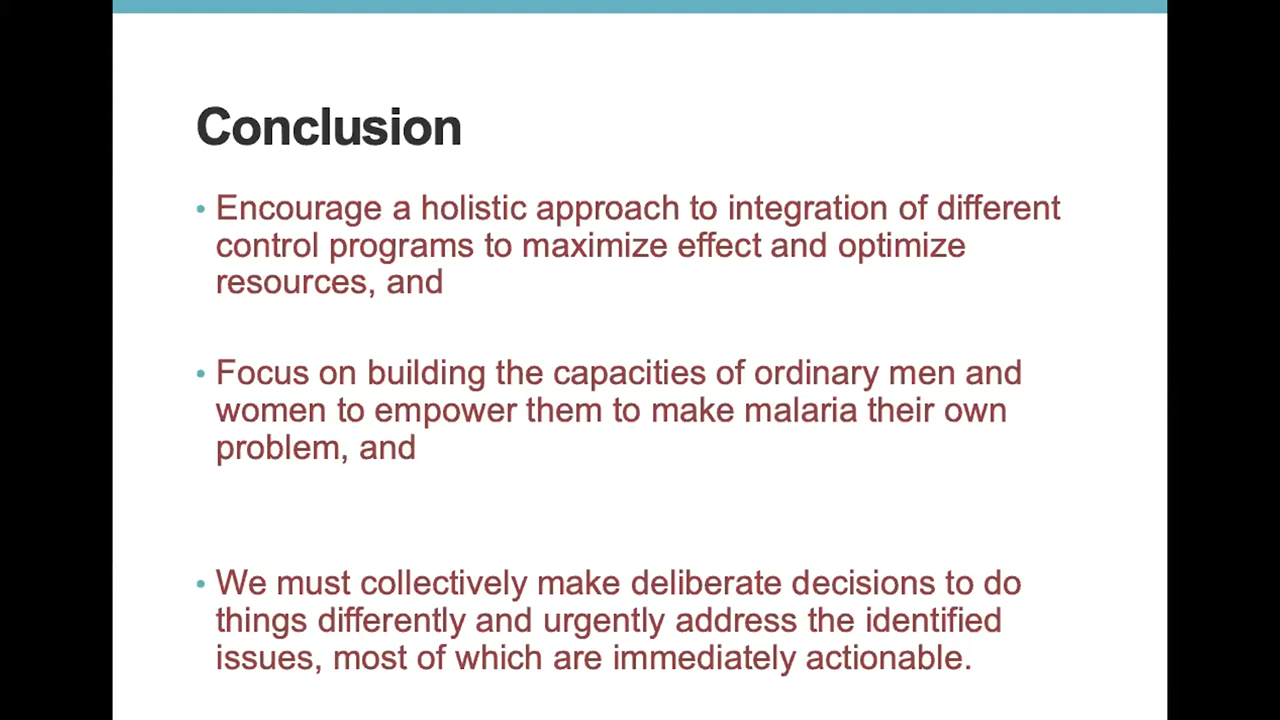 Conclusion
• Encourage a holistic approach to integration of different
control programs to maximize effect and optimize
resources, and
• Focus on building the capacities of ordinary men and
women to empower them to make malaria their own
problem, and
• We must collectively make deliberate decisions to do
things differently and urgently address the identified
issues, most of which are immediately actionable.